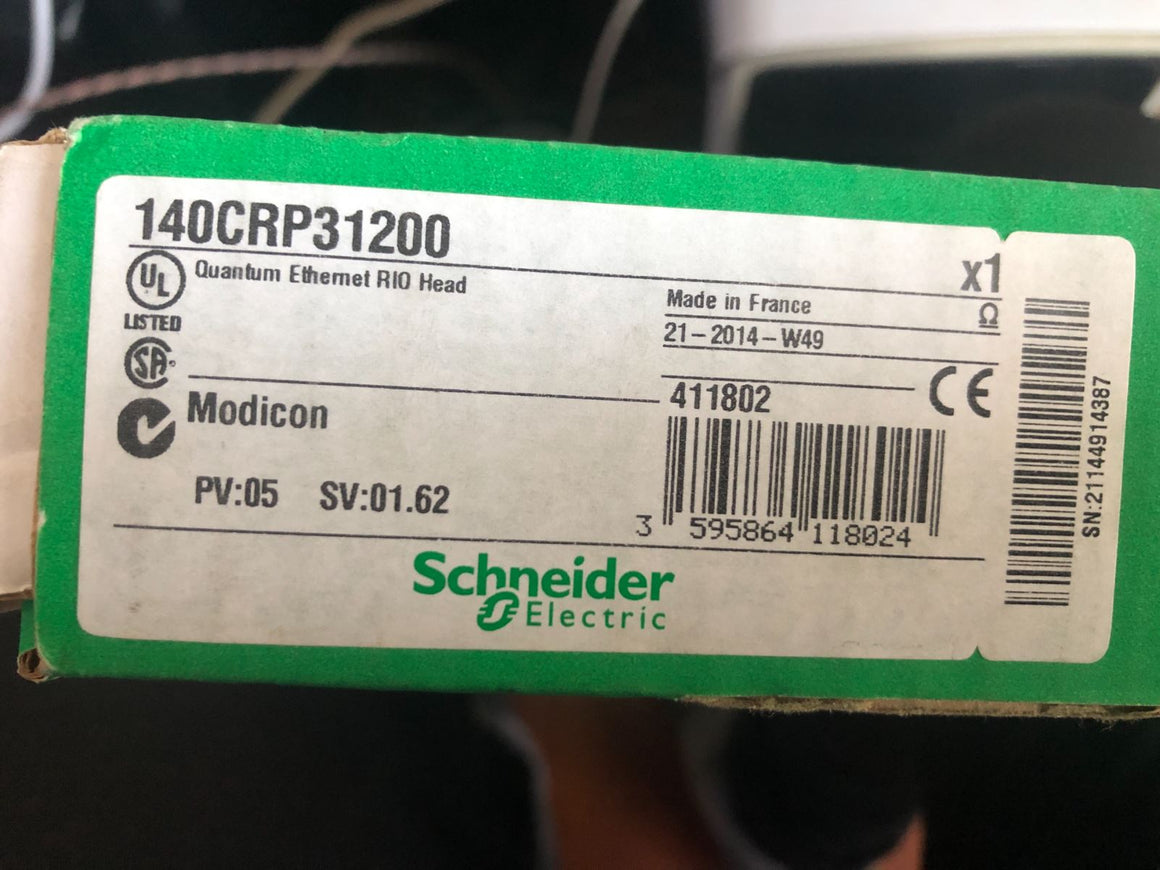 140CRP31200
x1
UL
LISTED
Quantum Ethernet RIO Head
Made in France
Ω
21-2014-W49
SA
411802
CE
Modicon
PV:05 SV:01.62
3 595864 118024
SN:21144914387
Schneider
Electric